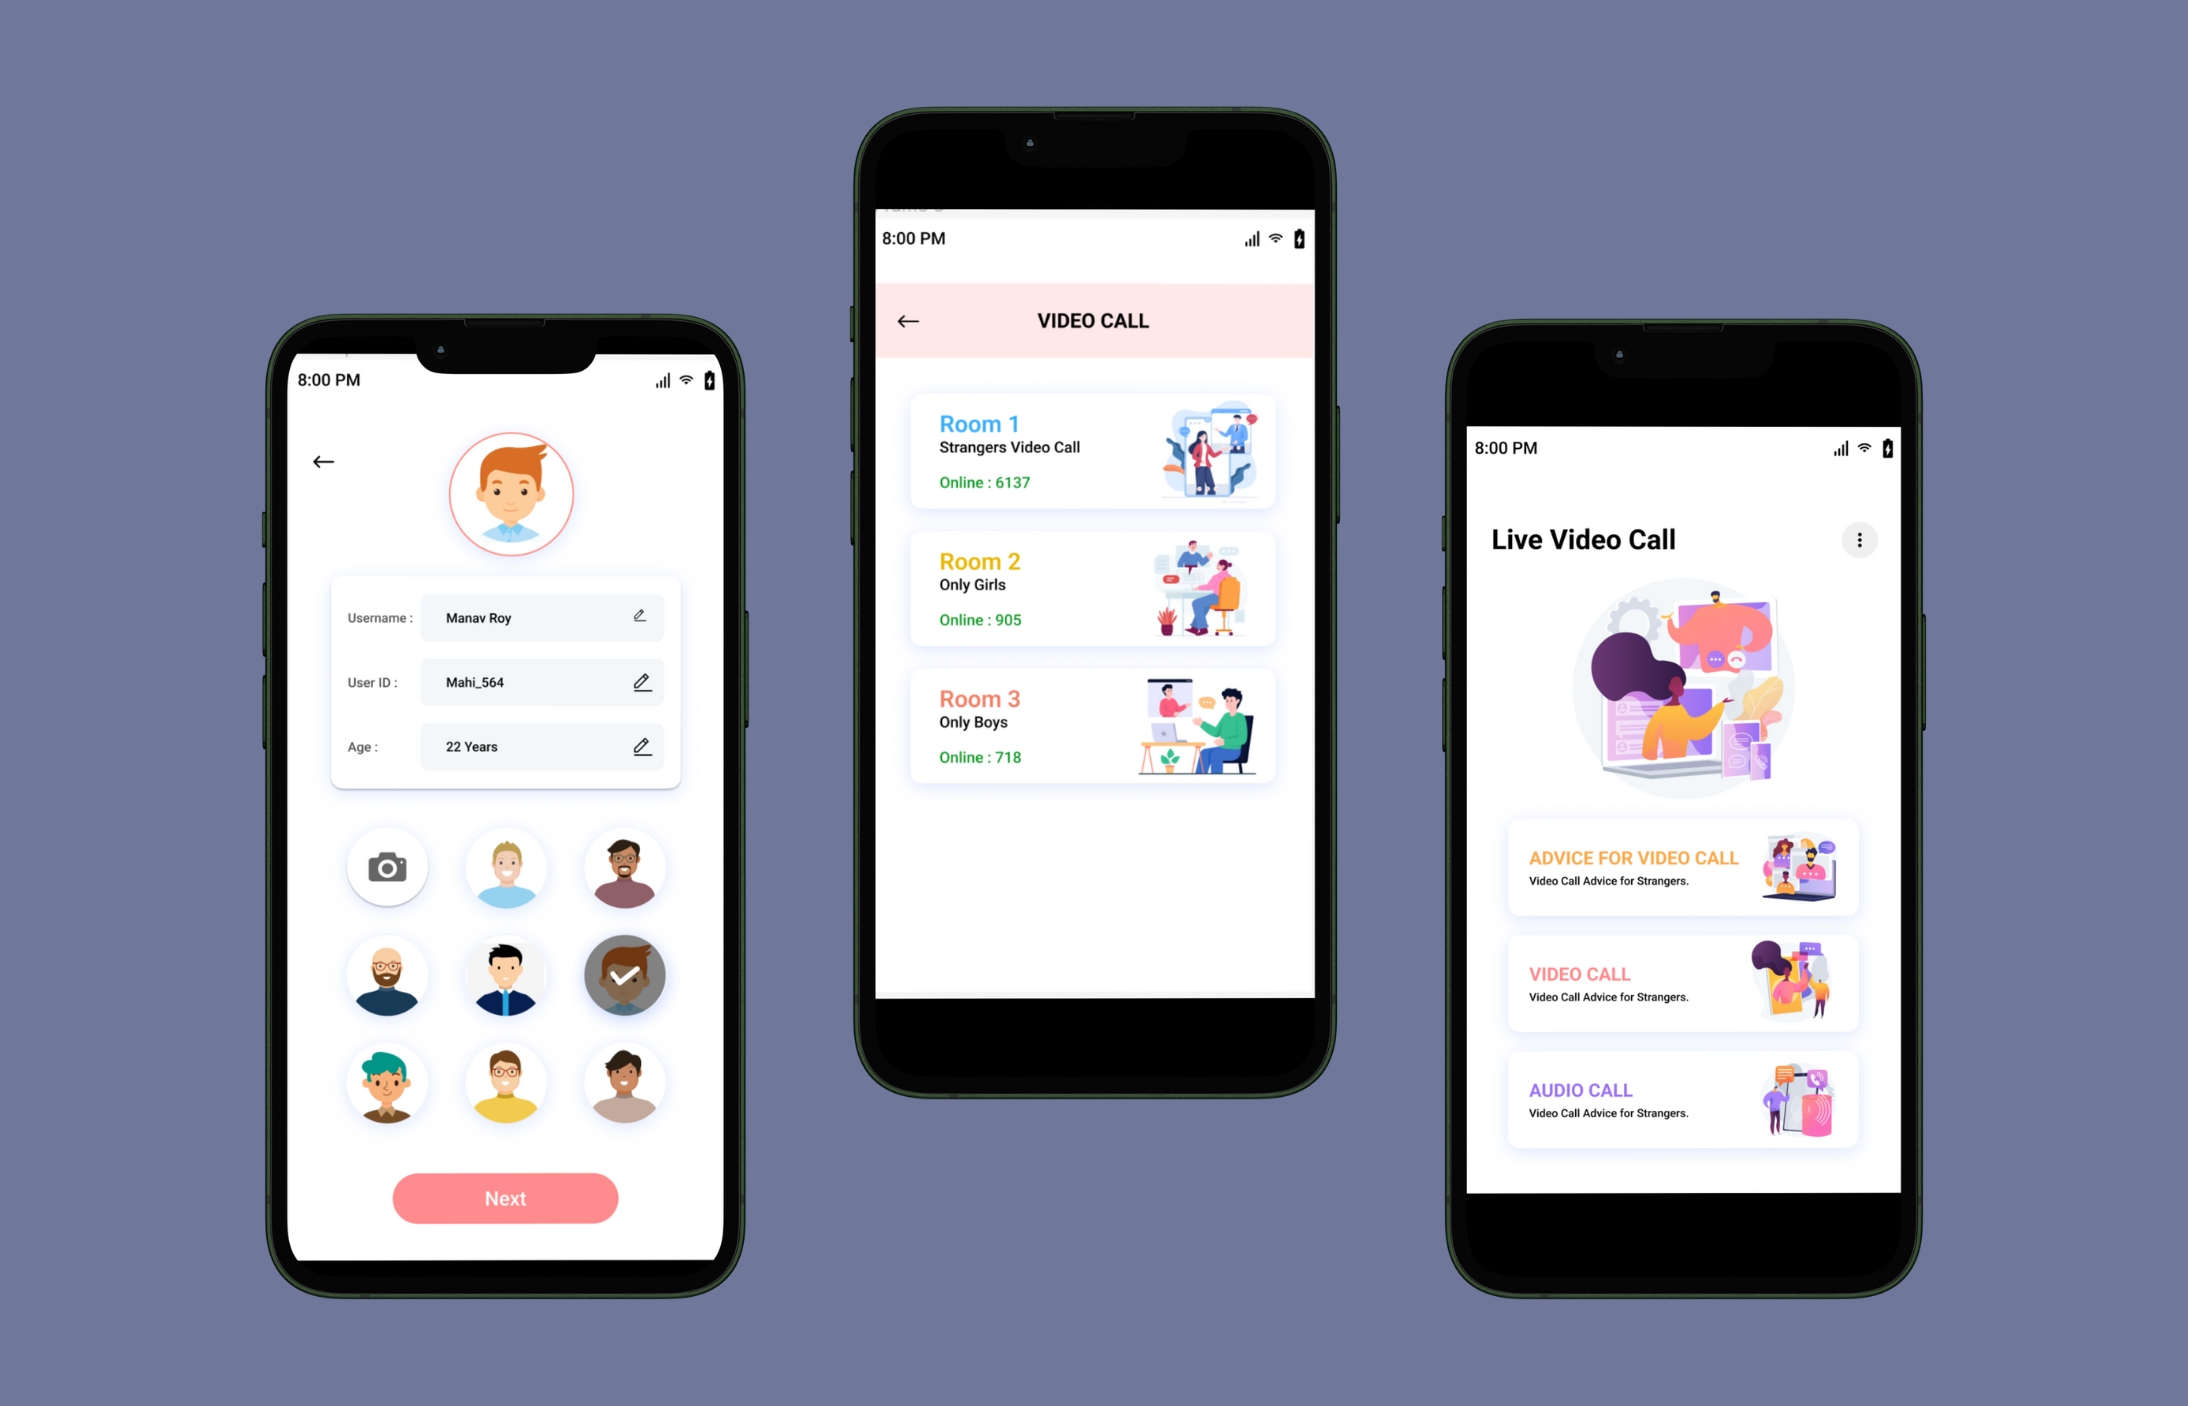 8:00 PM
Username :
Manav Roy
User ID :
Mahi_564
Age :
22 Years
Next
8:00 PM
VIDEO CALL
Room 1
Strangers Video Call
Online : 6137
Room 2
Only Girls
Online : 905
Room 3
Only Boys
Online : 718
8:00 PM
Live Video Call
ADVICE FOR VIDEO CALL
Video Call Advice for Strangers.
VIDEO CALL
Video Call Advice for Strangers.
AUDIO CALL
Video Call Advice for Strangers.